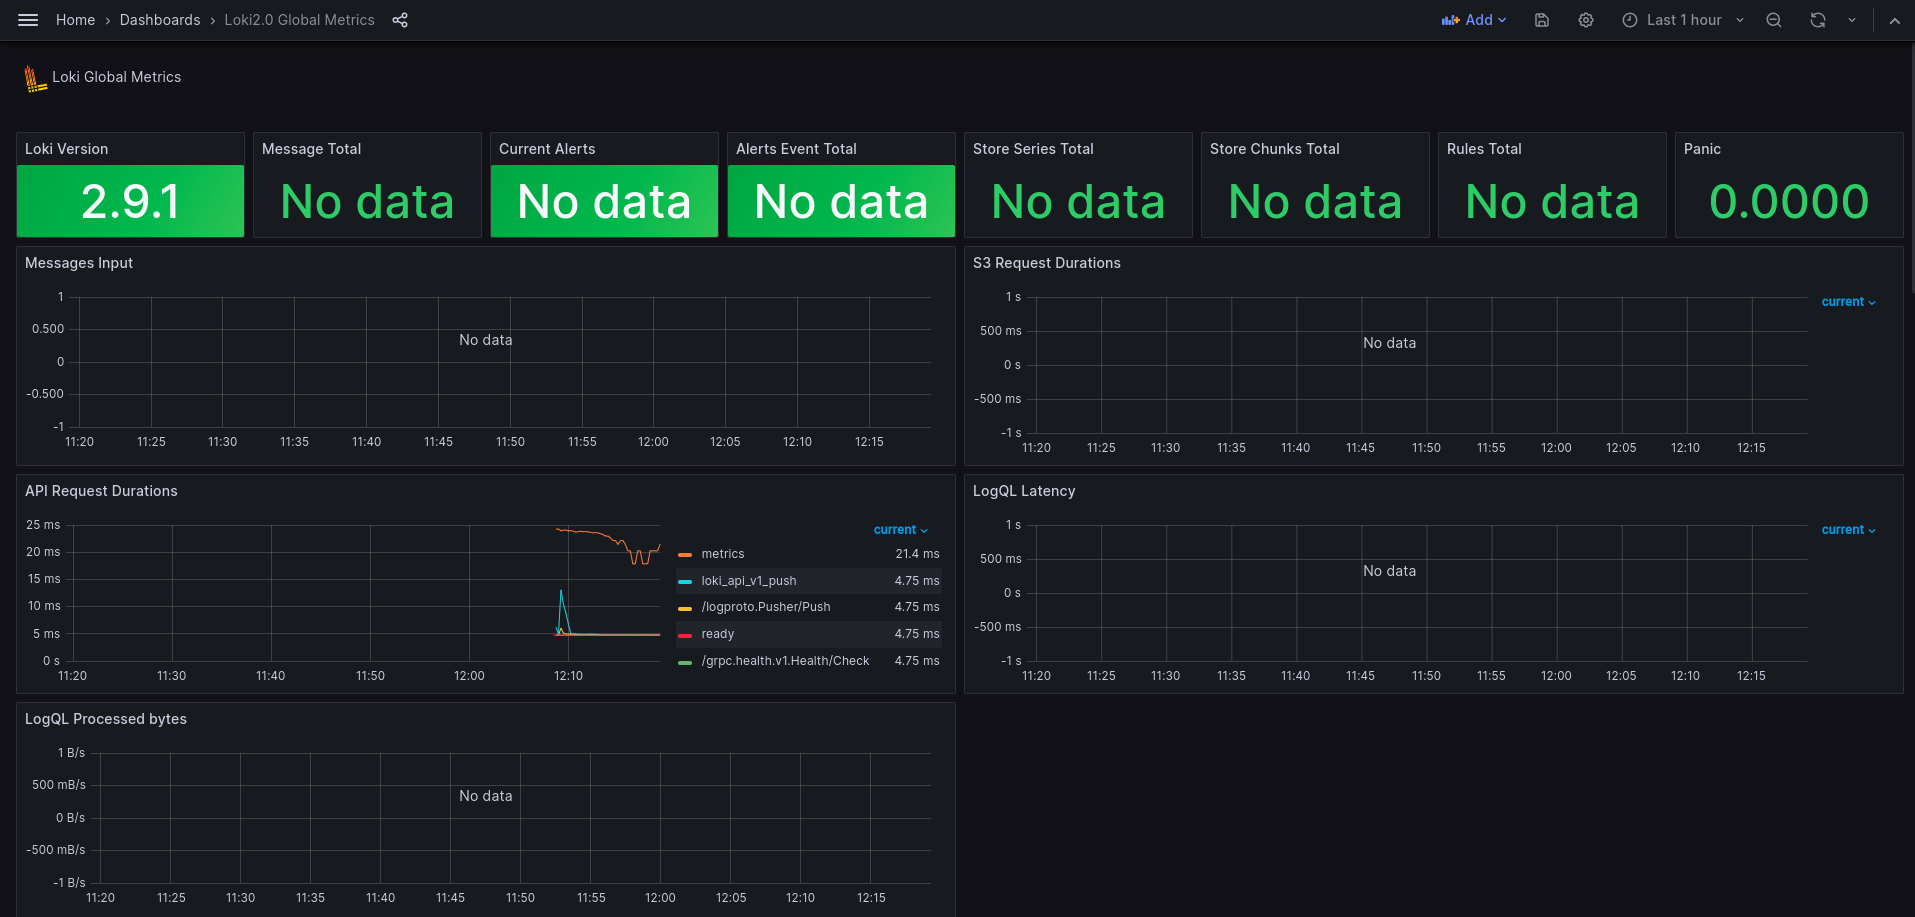 Home › Dashboards › Loki2.0 Global Metrics
Add
Last 1 hour
Loki Global Metrics
Loki Version
2.9.1
Message Total
No data
Current Alerts
No data
Alerts Event Total
No data
Store Series Total
No data
Store Chunks Total
No data
Rules Total
No data
Panic
0.0000
Messages Input
1
0.500
0
-0.500
-1
No data
11:20 11:25 11:30 11:35 11:40 11:45 11:50 11:55 12:00 12:05 12:10 12:15
S3 Request Durations
1 s
500 ms
0 s
-500 ms
-1 s
No data
current
11:20 11:25 11:30 11:35 11:40 11:45 11:50 11:55 12:00 12:05 12:10 12:15
API Request Durations
25 ms
20 ms
15 ms
10 ms
5 ms
0 s
11:20 11:30 11:40 11:50 12:00 12:10
current
metrics 21.4 ms
loki_api_v1_push 4.75 ms
/logproto.Pusher/Push 4.75 ms
ready 4.75 ms
/grpc.health.v1.Health/Check 4.75 ms
LogQL Latency
1 s
500 ms
0 s
-500 ms
-1 s
No data
current
11:20 11:25 11:30 11:35 11:40 11:45 11:50 11:55 12:00 12:05 12:10 12:15
LogQL Processed bytes
1 B/s
500 mB/s
0 B/s
-500 mB/s
-1 B/s
No data
11:20 11:25 11:30 11:35 11:40 11:45 11:50 11:55 12:00 12:05 12:10 12:15